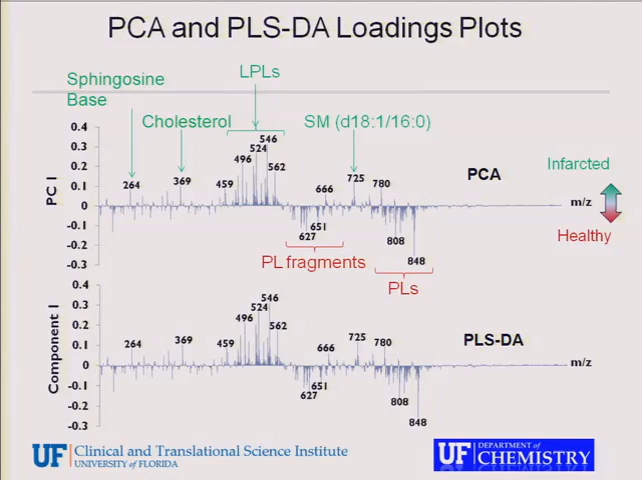 PCA and PLS-DA Loadings Plots
Sphingosine
Base
LPLs
Cholesterol
SM (d18:1/16:0)
0.4
0.3
0.2
0.1
0
-0.1
-0.2
-0.3
PC 1
264
369
459
496
524
546
562
666
725
780
627
651
808
848
PCA
m/z
Infarcted
Healthy
PL fragments
PLs
0.4
0.3
0.2
0.1
0
-0.1
-0.2
-0.3
Component 1
264
369
459
496
524
546
562
666
725
780
627
651
808
848
PLS-DA
m/z
UF Clinical and Translational Science Institute
UNIVERSITY of FLORIDA
UF DEPARTMENT of
CHEMISTRY